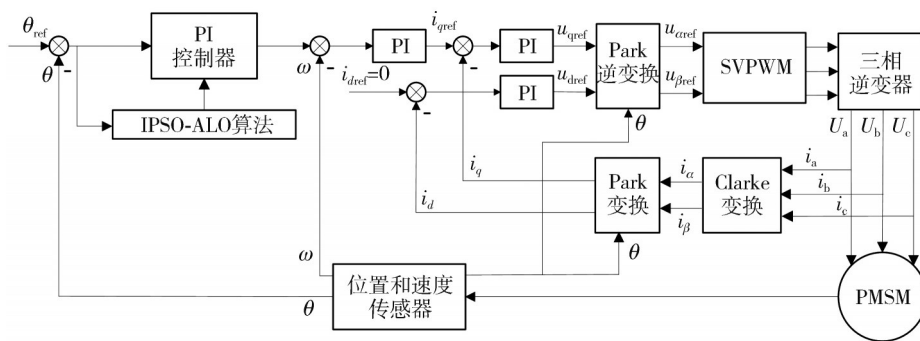 θref
θ
-
PI
控制器
IPSO-ALO算法
ω
-
PI
iqref
-
PI
uqref
idref=0
-
PI
udref
Park
逆变换
θ
uαref
uβref
SVPWM
三相
逆变器
Ua
Ub
Uc
iq
id
Park
变换
θ
iα
iβ
Clarke
变换
ia
ib
ic
ω
θ
位置和速度
传感器
PMSM